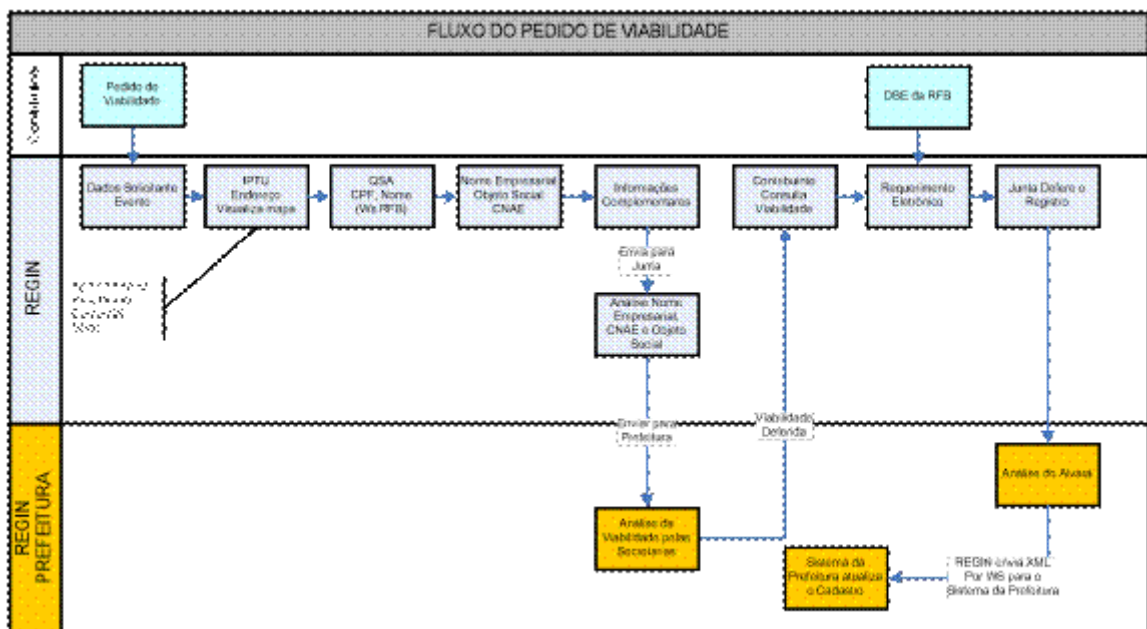 FLUXO DO PEDIDO DE VIABILIDADE
Pedido de
Viabilidade
DBE da RFB
REGIN
Dados Solicitante
Evento
IPTU
Endereço
Visualiza mapa
QSA
CPF, Nome
(Ws RFB)
Nome Empresarial
Objeto Social
CNAE
Informações
Complementares
Contribuinte
Consulta
Viabilidade
Requerimento
Eletrônico
Junta Defere o
Registro
Envia para
Junta
Análise Nome
Empresarial,
CNAE e Objeto
Social
Enviar para
Prefeitura
Viabilidade
Deferida
REGIN
PREFEITURA
Análise da
Viabilidade pelas
Secretarias
Análise do Alvará
Sistema da
Prefeitura atualiza
o Cadastro
REGIN envia XML
Por WS para o
Sistema da Prefeitura